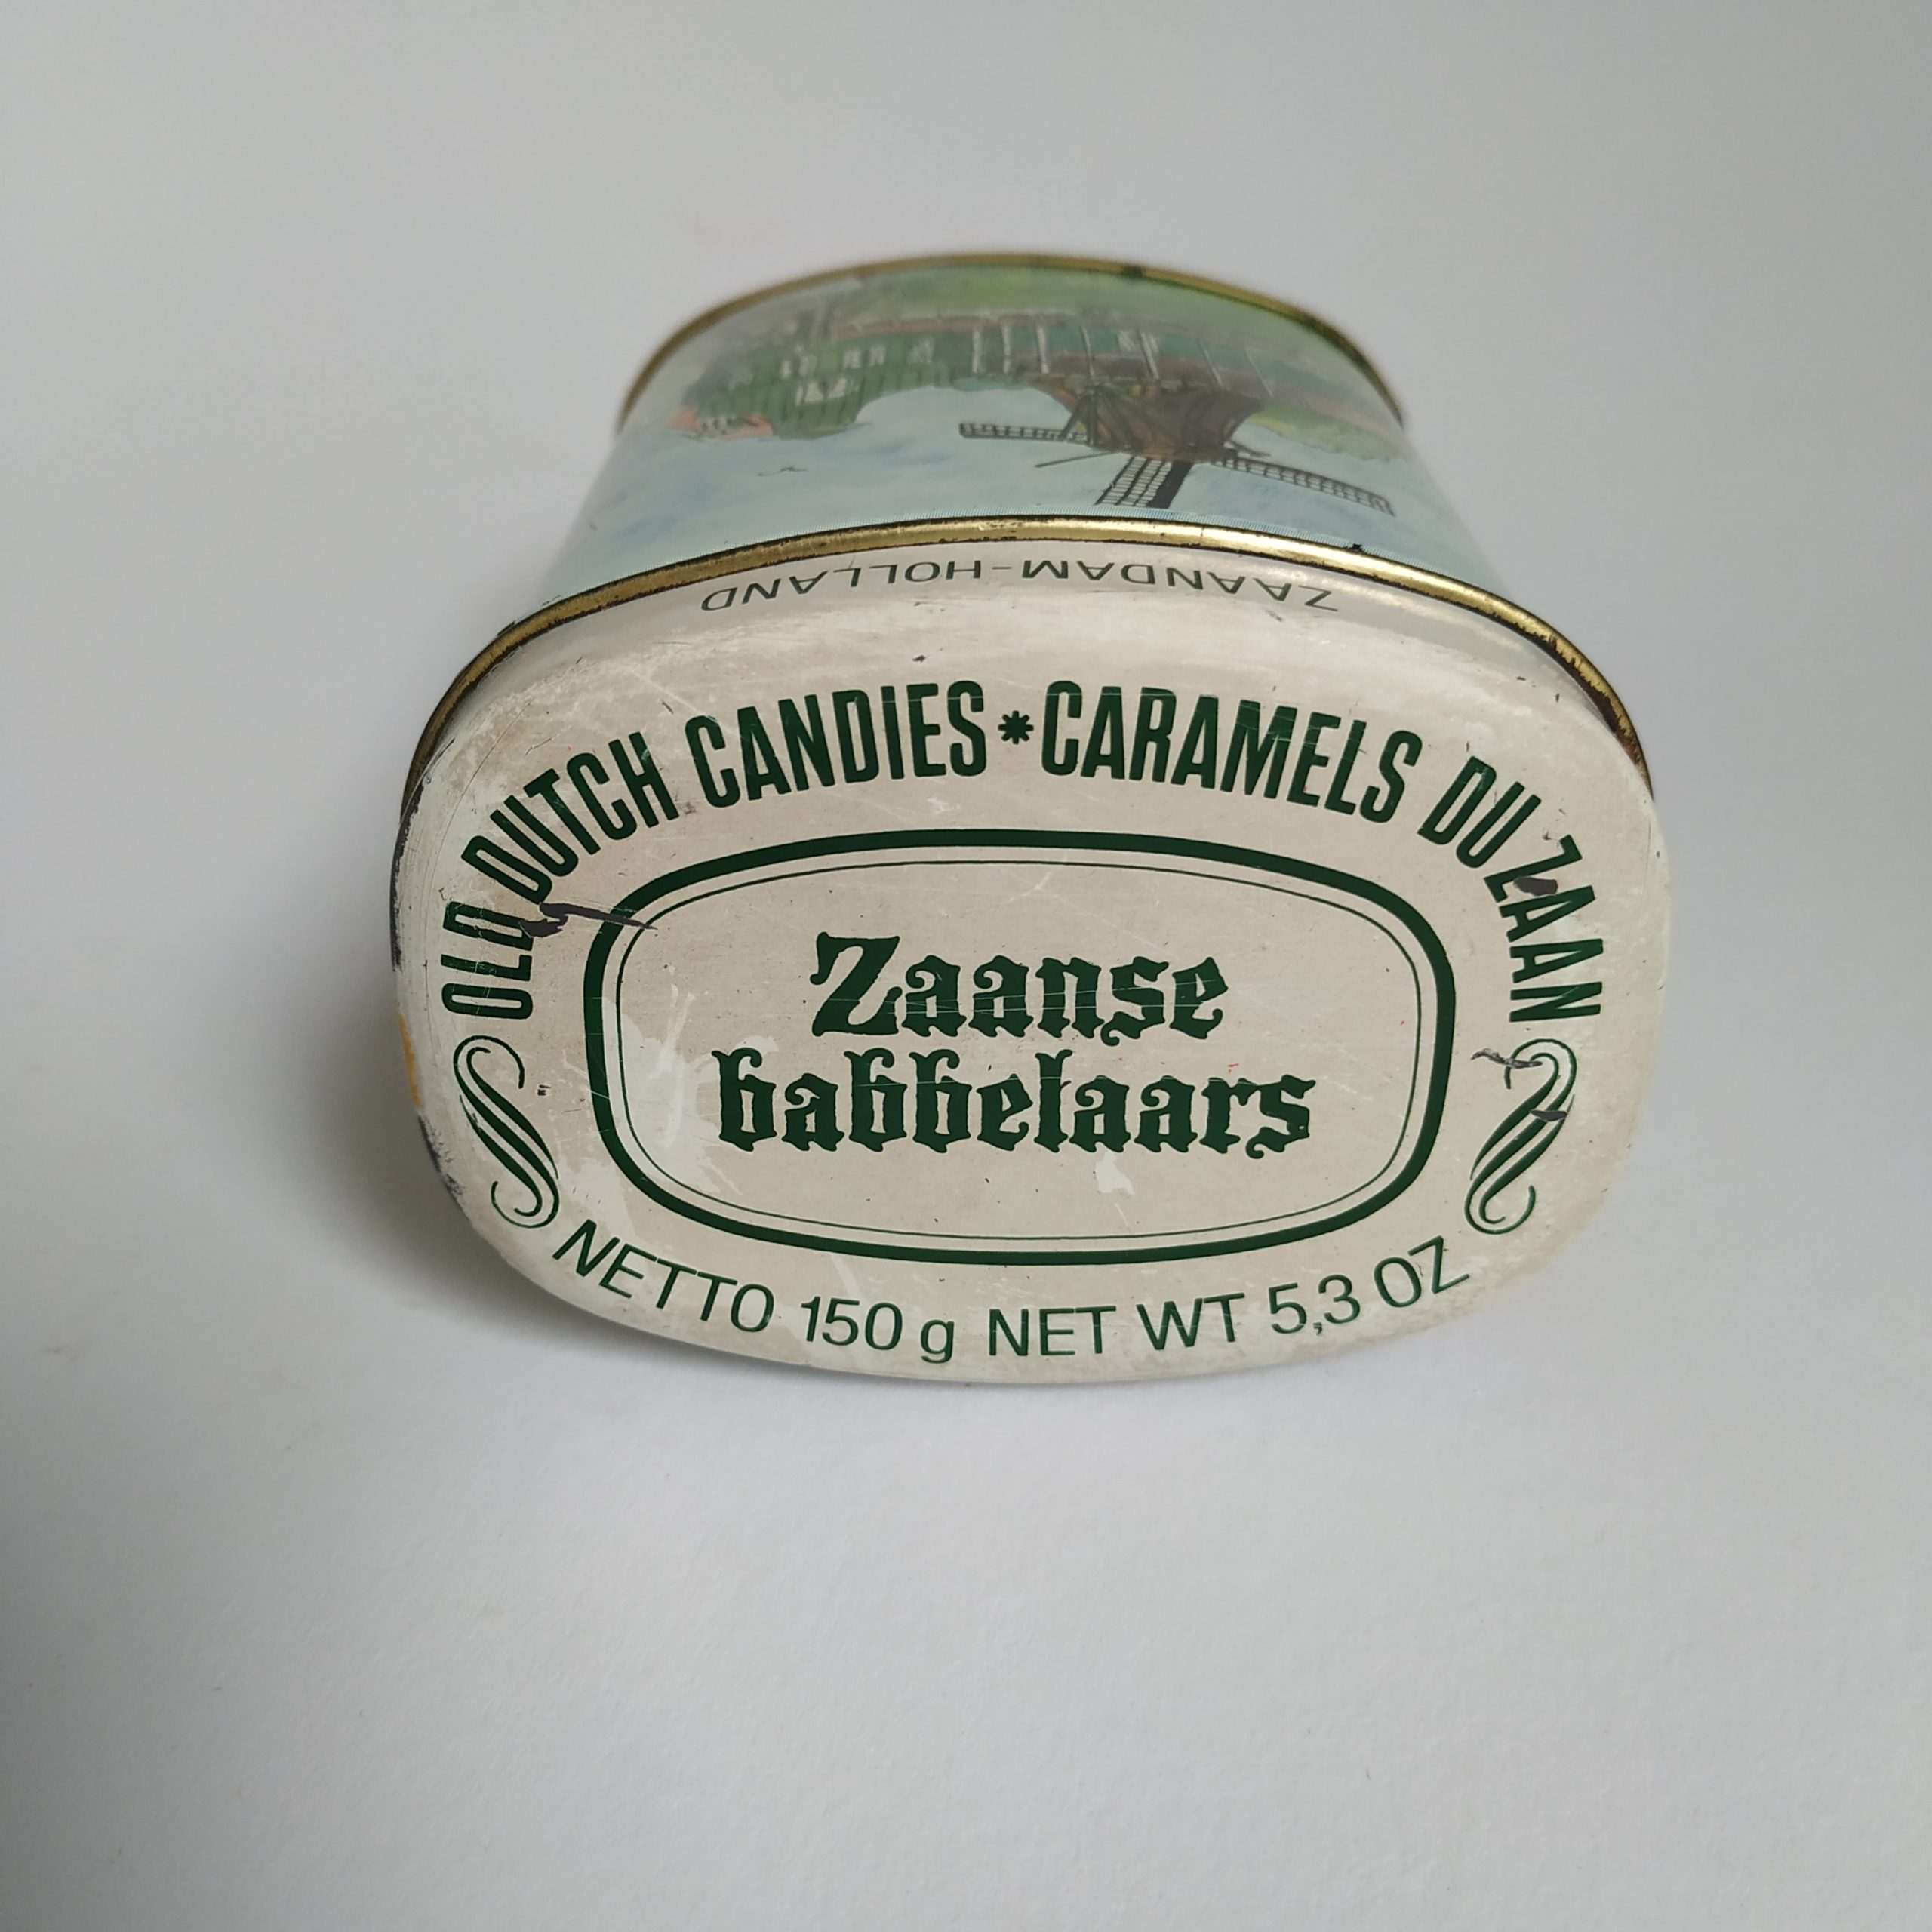 ZAANDAM-HOLLAND
OLD DUTCH CANDIES * CARAMELS DU ZAAN
Zaanse
babbelaars
NETTO 150 g NET WT 5,3 OZ